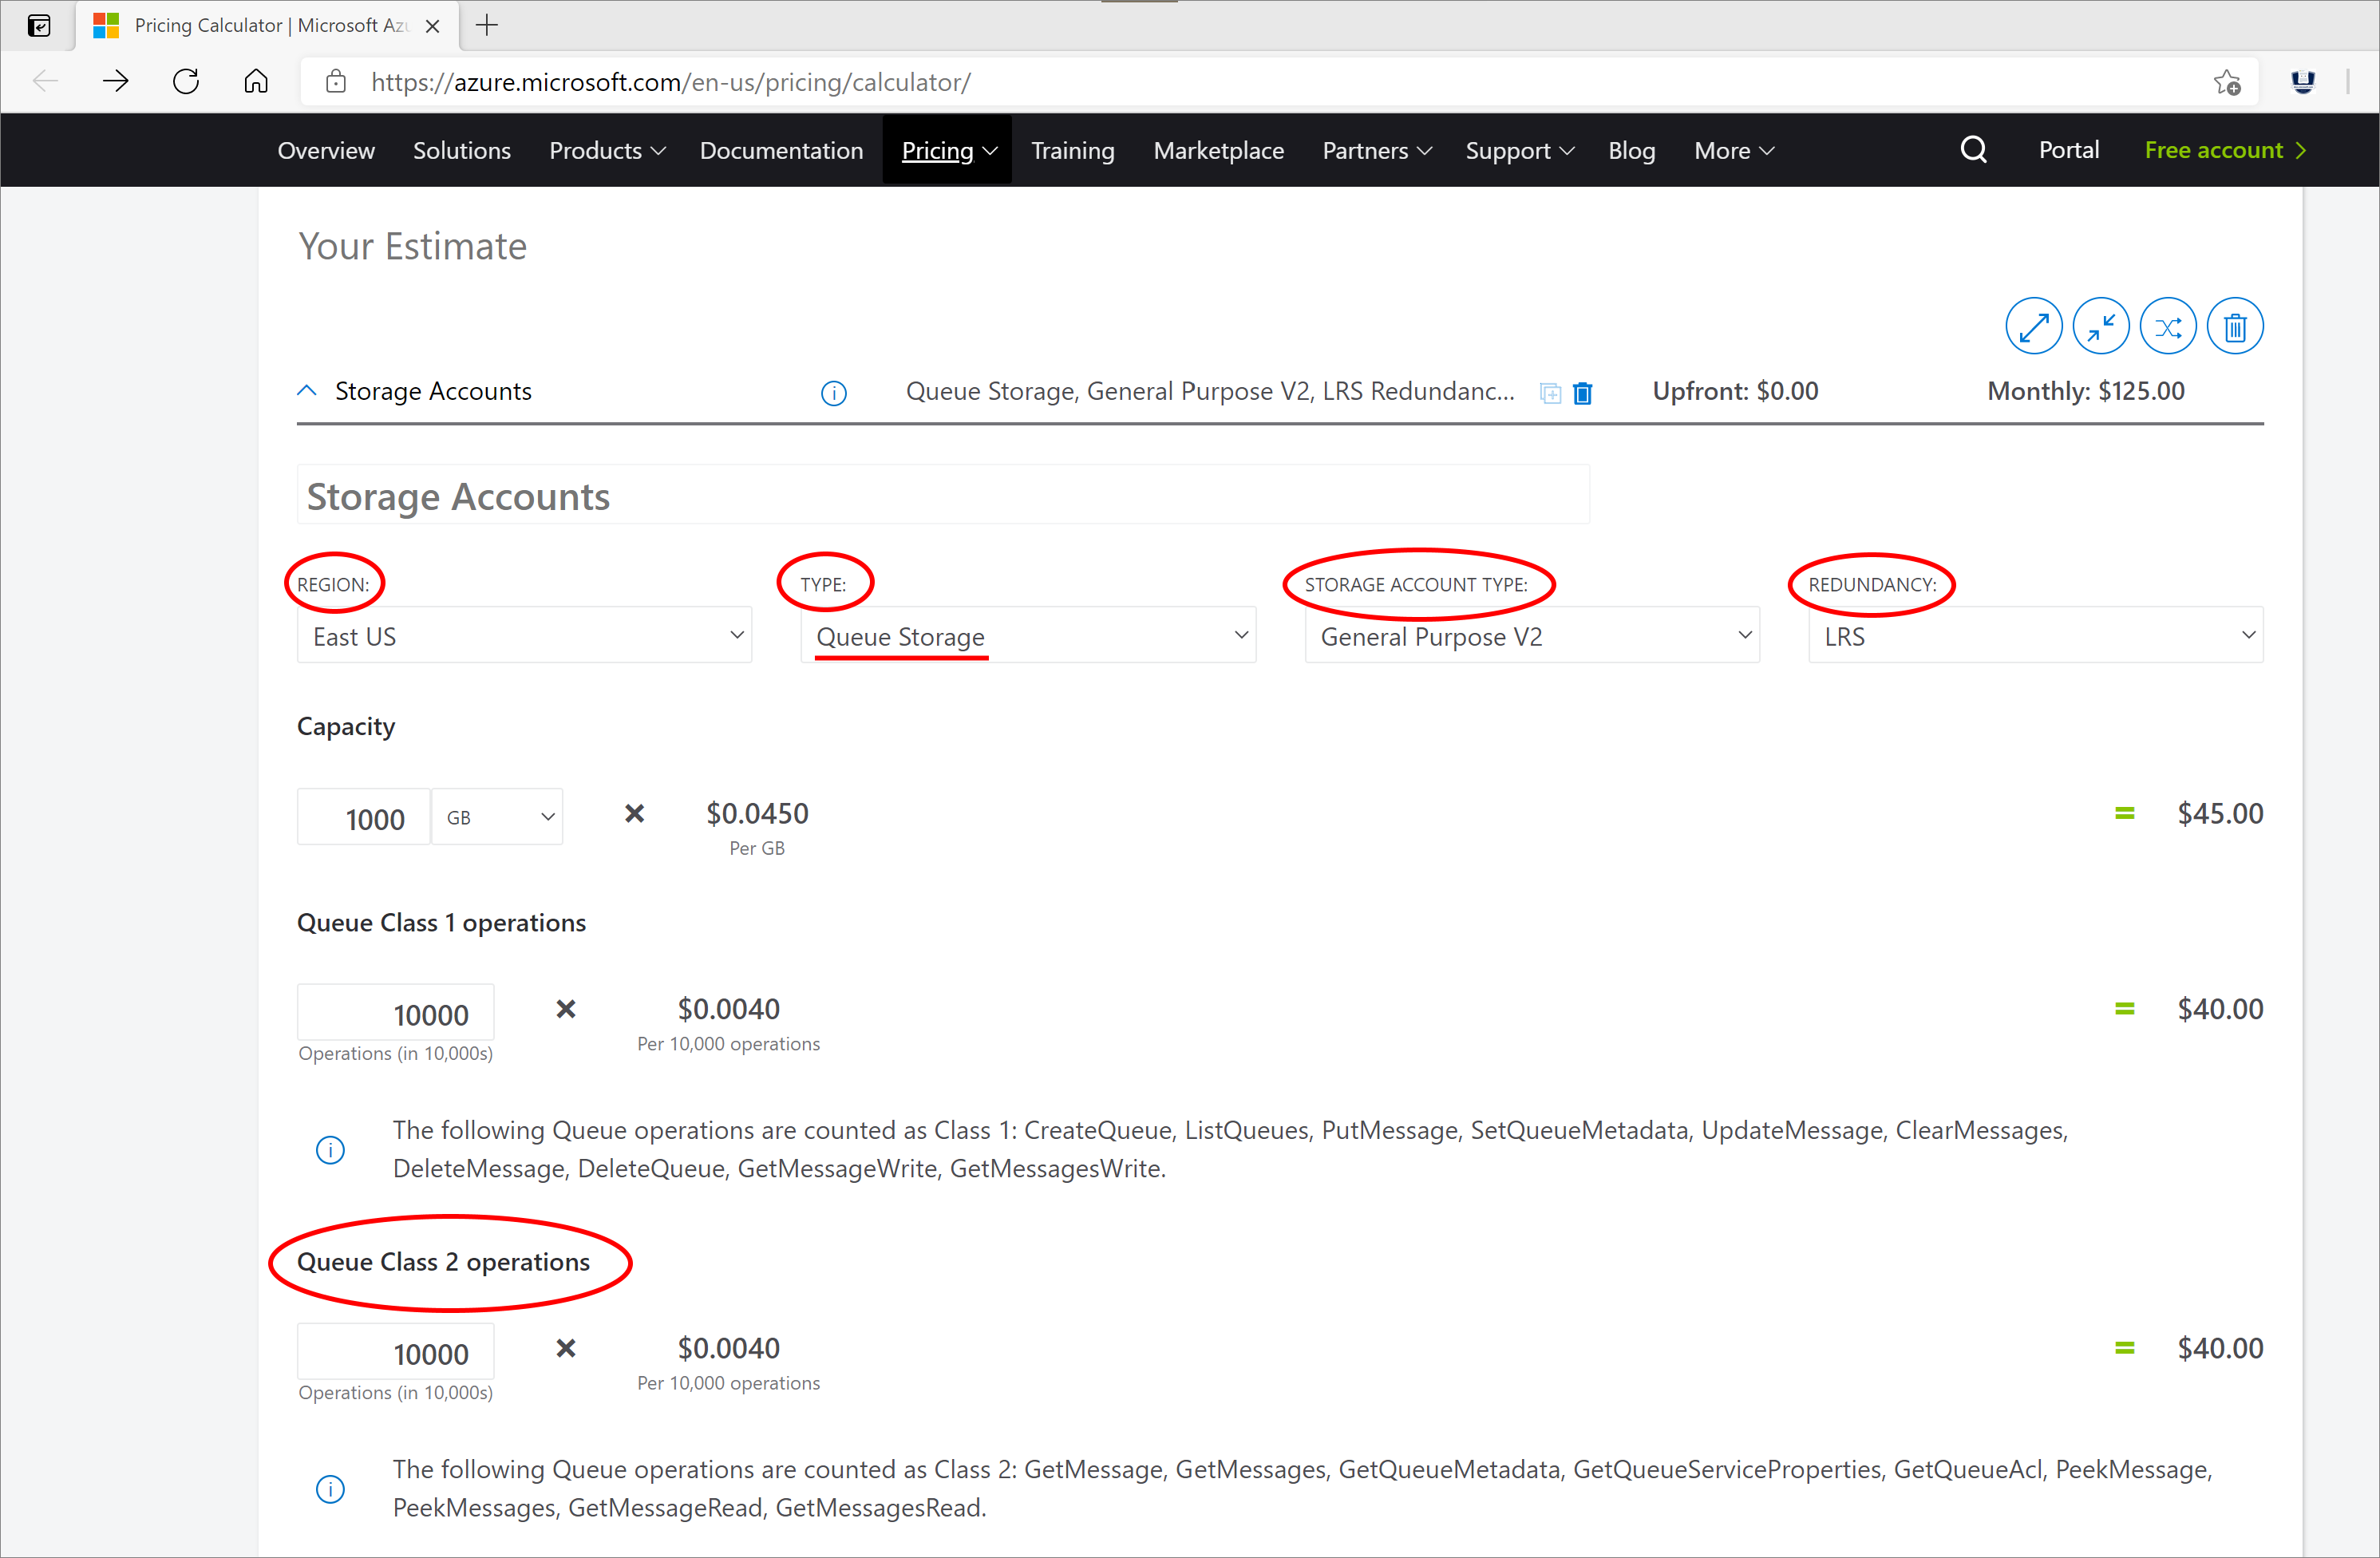 Pricing Calculator | Microsoft Azu
https://azure.microsoft.com/en-us/pricing/calculator/
Overview Solutions Products Documentation Pricing Training Marketplace Partners Support Blog More Portal Free account
Your Estimate
Storage Accounts Queue Storage, General Purpose V2, LRS Redundanc... Upfront: $0.00 Monthly: $125.00
Storage Accounts
REGION: TYPE: STORAGE ACCOUNT TYPE: REDUNDANCY:
East US Queue Storage General Purpose V2 LRS
Capacity
1000 GB × $0.0450 = $45.00
Per GB
Queue Class 1 operations
10000 × $0.0040 = $40.00
Operations (in 10,000s) Per 10,000 operations
The following Queue operations are counted as Class 1: CreateQueue, ListQueues, PutMessage, SetQueueMetadata, UpdateMessage, ClearMessages,
DeleteMessage, DeleteQueue, GetMessageWrite, GetMessagesWrite.
Queue Class 2 operations
10000 × $0.0040 = $40.00
Operations (in 10,000s) Per 10,000 operations
The following Queue operations are counted as Class 2: GetMessage, GetMessages, GetQueueMetadata, GetQueueServiceProperties, GetQueueAcl, PeekMessage,
PeekMessages, GetMessageRead, GetMessagesRead.